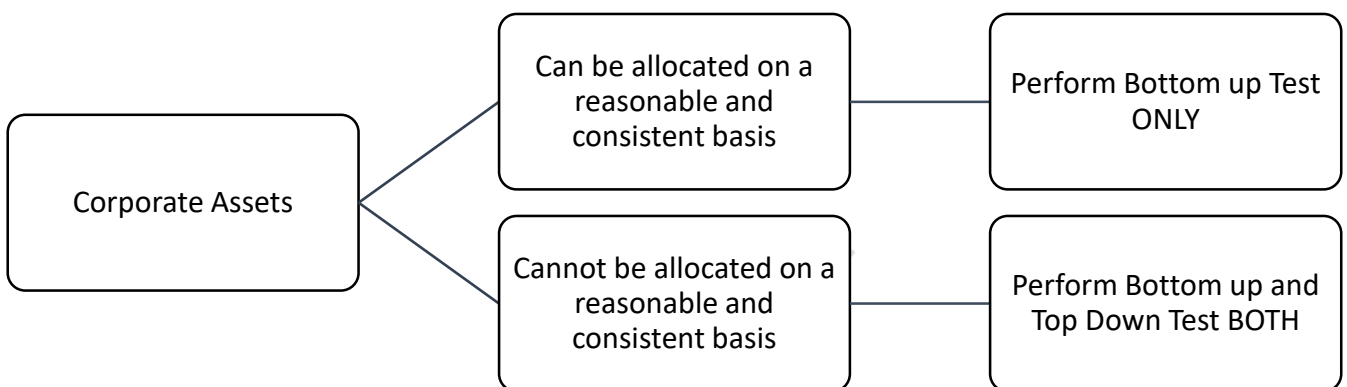 Corporate Assets
Can be allocated on a
reasonable and
consistent basis
Perform Bottom up Test
ONLY
Cannot be allocated on a
reasonable and
consistent basis
Perform Bottom up and
Top Down Test BOTH